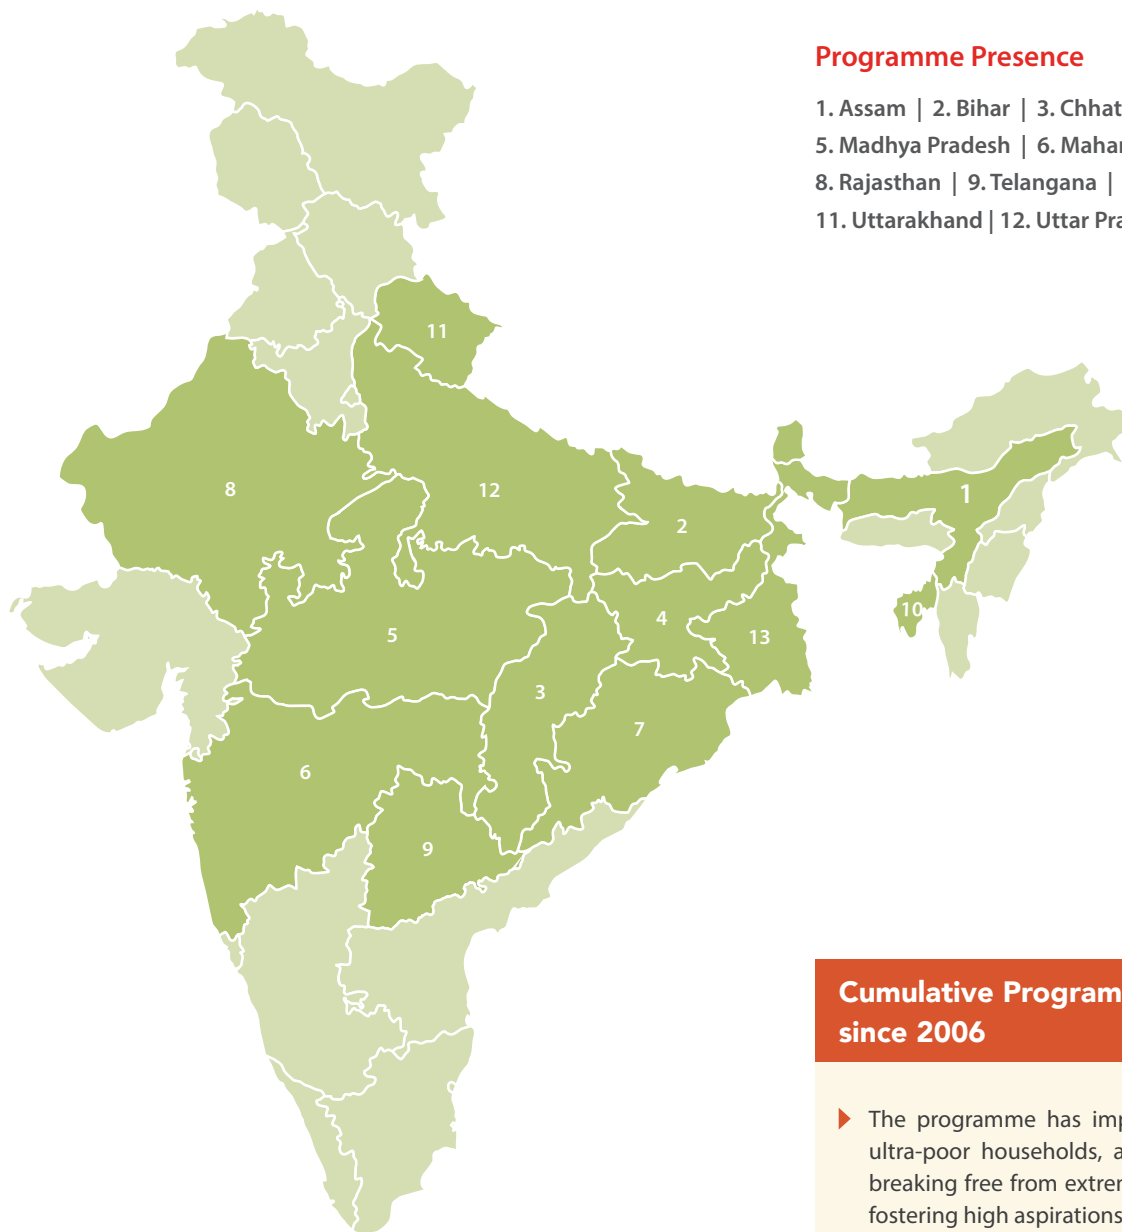 Programme Presence
1. Assam | 2. Bihar | 3. Chhat
5. Madhya Pradesh | 6. Mahar
8. Rajasthan | 9. Telangana |
11. Uttarakhand | 12. Uttar Pra
11
8
12
1
2
10
4
5
13
3
7
6
9
Cumulative Program
since 2006
The programme has imp
ultra-poor households, a
breaking free from extrem
fostering high aspirations